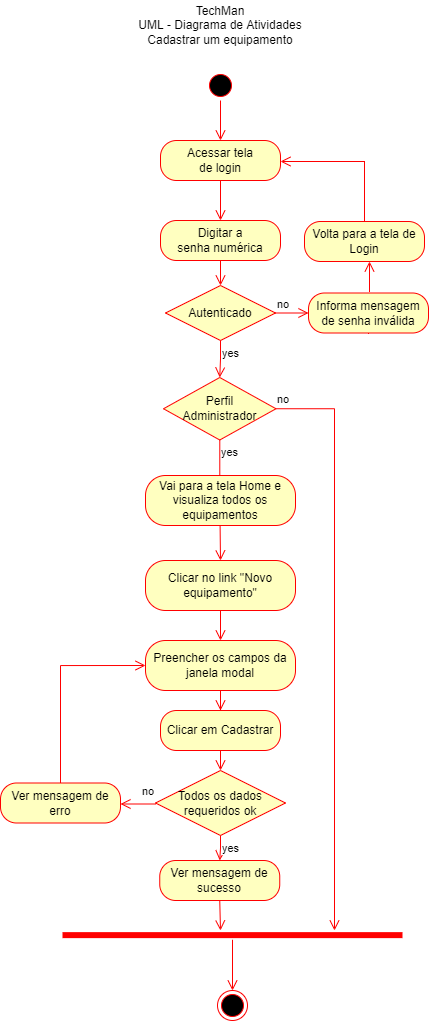 TechMan
UML - Diagrama de Atividades
Cadastrar um equipamento
Acessar tela
de login
Digitar a
senha numérica
Volta para a tela de
Login
Autenticado
no
Informa mensagem
de senha inválida
yes
Perfil
Administrador
no
yes
Vai para a tela Home e
visualiza todos os
equipamentos
Clicar no link "Novo
equipamento"
Preencher os campos da
janela modal
Clicar em Cadastrar
Todos os dados
requeridos ok
no
Ver mensagem de
erro
yes
Ver mensagem de
sucesso